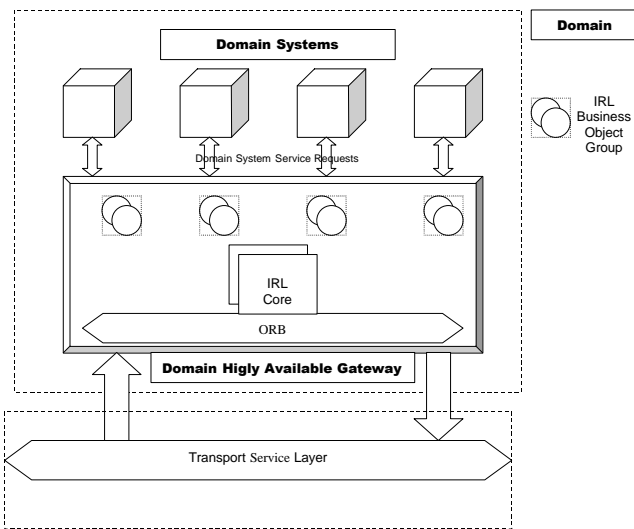 Domain Systems
Domain
IRL
Business
Object
Group
Domain System Service Requests
IRL
Core
ORB
Domain Higly Available Gateway
Transport Service Layer